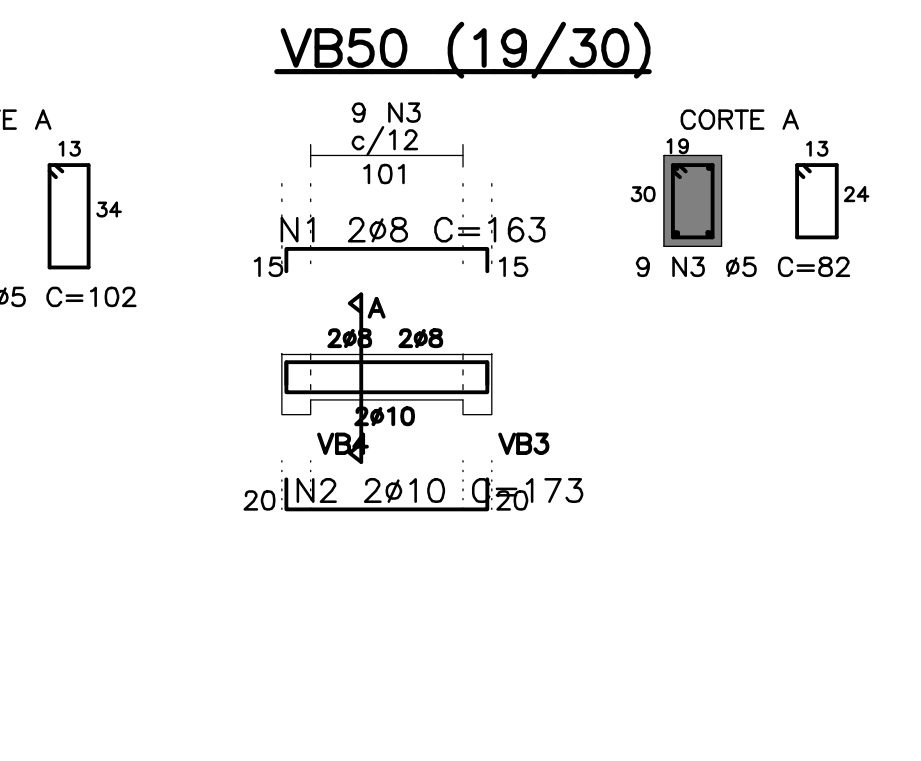 VB50 (19/30)
E A
13
34
ø5 C=102
9 N3
c/12
101
N1 2ø8 C=163
15
15
A
2ø8 2ø8
2ø10
VB4
VB3
20
N2 2ø10 C=173
20
CORTE A
19
30
13
24
9 N3 ø5 C=82